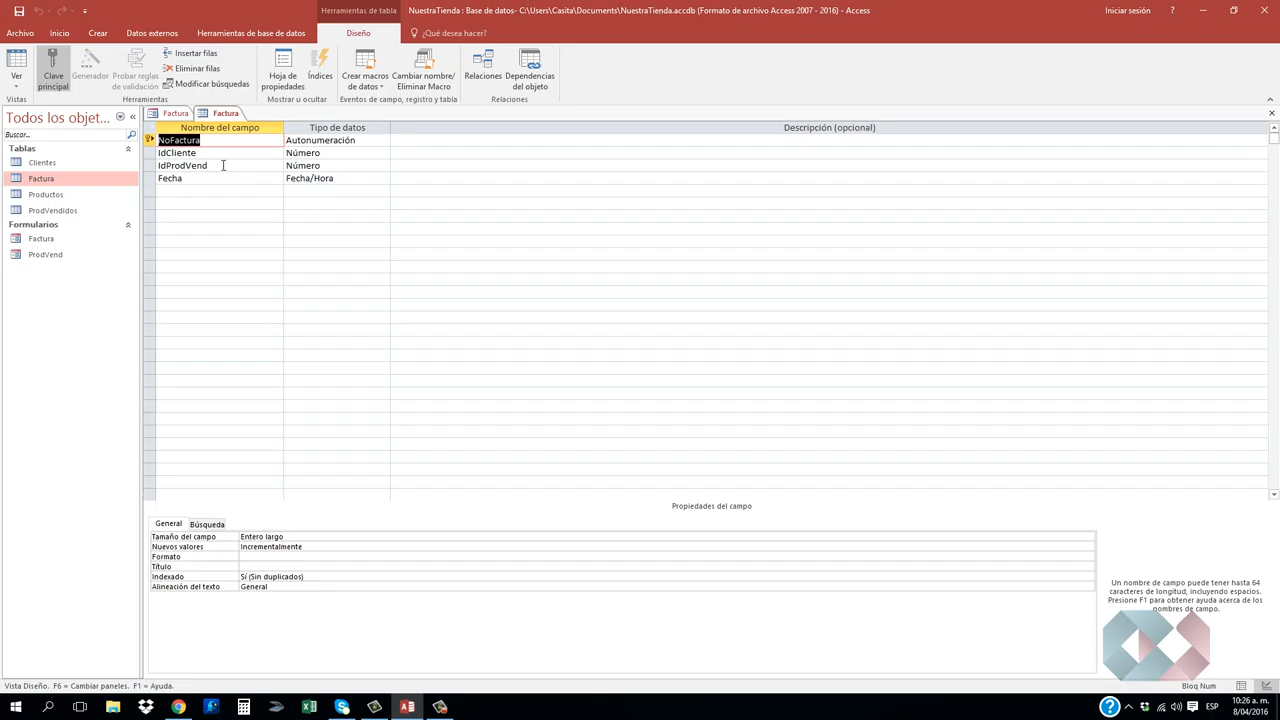 Herramientas de tabla
NuestraTienda : Base de datos- C:\Users\Casita\Documents\NuestraTienda.accdb (Formato de archivo Access 2007 - 2016) - Access
Iniciar sesión
Archivo
Inicio
Crear
Datos externos
Herramientas de base de datos
Diseño
¿Qué desea hacer?
Ver
Clave
principal
Generador
Probar reglas
de validación
Insertar filas
Eliminar filas
Modificar búsquedas
Hoja de
propiedades
Índices
Crear macros
de datos
Cambiar nombre/
Eliminar Macro
Relaciones
Dependencias
del objeto
Vistas
Herramientas
Mostrar u ocultar
Eventos de campo, registro y tabla
Relaciones
Todos los objet...
Buscar...
Tablas
Clientes
Factura
Productos
ProdVendidos
Formularios
Factura
ProdVend
Factura
Factura
Nombre del campo
Tipo de datos
Descripción (opcional)
NoFactura
Autonumeración
IdCliente
Número
IdProdVend
Número
Fecha
Fecha/Hora
Propiedades del campo
General
Búsqueda
Tamaño del campo
Entero largo
Nuevos valores
Incrementalmente
Formato
Título
Indexado
Sí (Sin duplicados)
Alineación del texto
General
Un nombre de campo puede tener hasta 64
caracteres de longitud, incluyendo espacios.
Presione F1 para obtener ayuda acerca de los
nombres de campo.
Vista Diseño. F6 = Cambiar paneles. F1 = Ayuda.
Bloq Num
ESP
10:26 a. m.
8/04/2016